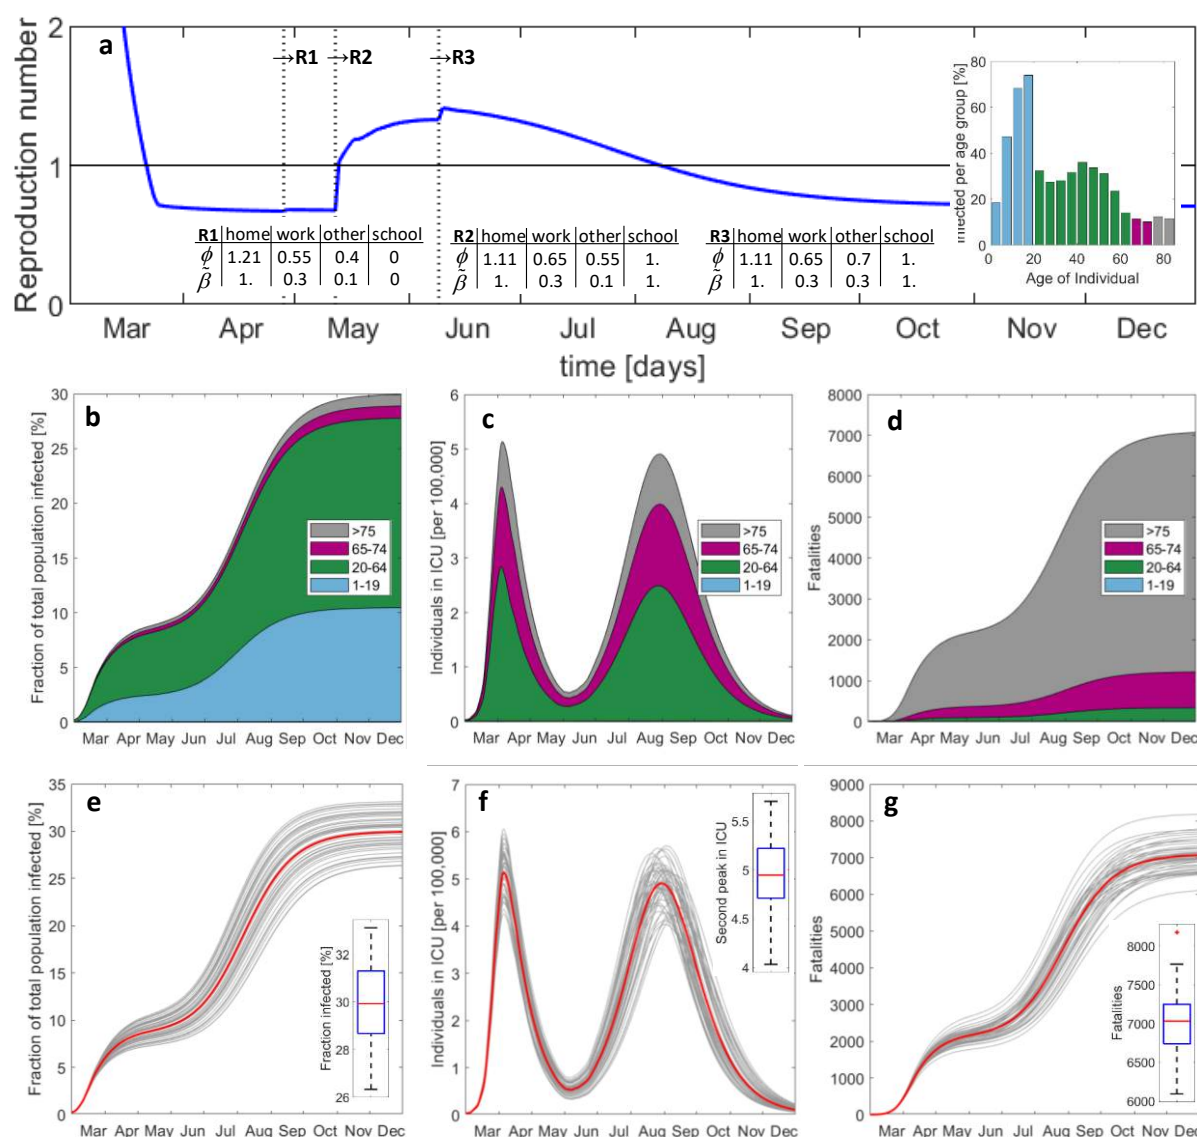 a
Reproduction number
2
1
0
→R1
→R2
→R3
R1 home work other school
ϕ 1.21 0.55 0.4 0
β̃ 1. 0.3 0.1 0
R2 home work other school
ϕ 1.11 0.65 0.55 1.
β̃ 1. 0.3 0.1 1.
R3 home work other school
ϕ 1.11 0.65 0.7 1.
β̃ 1. 0.3 0.3 1.
Infected per age group [%]
80
60
40
20
0
0 20 40 60 80
Age of Individual
Mar Apr May Jun Jul Aug Sep Oct Nov Dec
time [days]
b
Fraction of total population infected [%]
30
25
20
15
10
5
0
>75
65-74
20-64
1-19
Mar Apr May Jun Jul Aug Sep Oct Nov Dec
c
Individuals in ICU [per 100,000]
6
5
4
3
2
1
0
>75
65-74
20-64
1-19
Mar Apr May Jun Jul Aug Sep Oct Nov Dec
d
Fatalities
8000
7000
6000
5000
4000
3000
2000
1000
0
>75
65-74
20-64
1-19
Mar Apr May Jun Jul Aug Sep Oct Nov Dec
e
Fraction of total population infected [%]
35
30
25
20
15
10
5
0
Fraction infected [%]
32
30
28
26
Mar Apr May Jun Jul Aug Sep Oct Nov Dec
f
Individuals in ICU [per 100,000]
7
6
5
4
3
2
1
0
Second peak in ICU
5.5
5
4.5
4
Mar Apr May Jun Jul Aug Sep Oct Nov Dec
g
Fatalities
9000
8000
7000
6000
5000
4000
3000
2000
1000
0
Fatalities
8000
7500
7000
6500
6000
Mar Apr May Jun Jul Aug Sep Oct Nov Dec